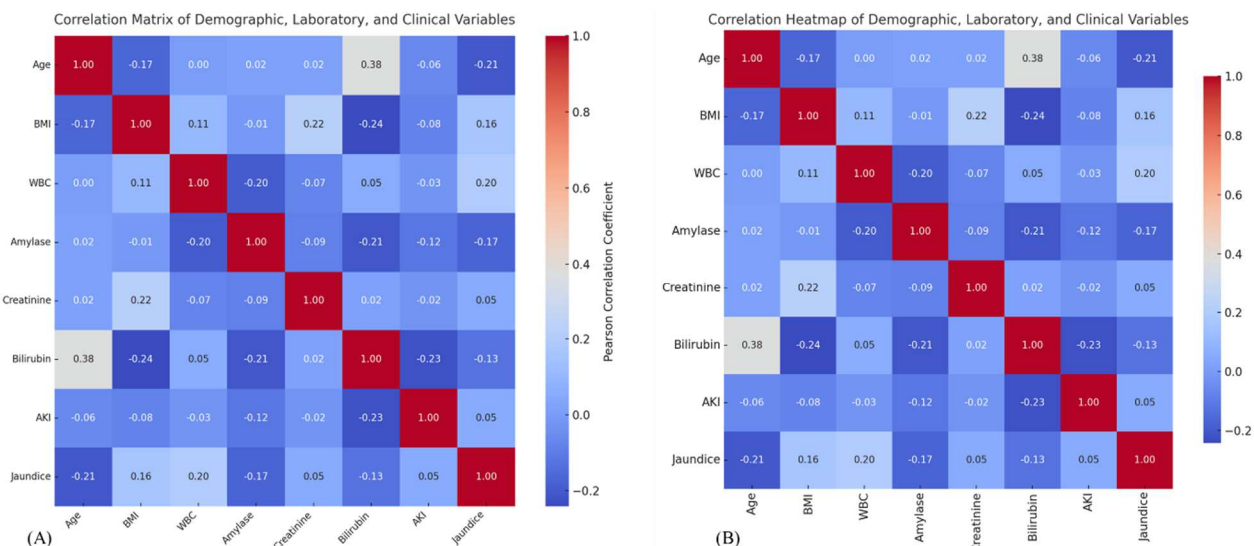 Correlation Matrix of Demographic, Laboratory, and Clinical Variables
Age 1.00 -0.17 0.00 0.02 0.02 0.38 -0.06 -0.21
BMI -0.17 1.00 0.11 -0.01 0.22 -0.24 -0.08 0.16
WBC 0.00 0.11 1.00 -0.20 -0.07 0.05 -0.03 0.20
Amylase 0.02 -0.01 -0.20 1.00 -0.09 -0.21 -0.12 -0.17
Creatinine 0.02 0.22 -0.07 -0.09 1.00 0.02 -0.02 0.05
Bilirubin 0.38 -0.24 0.05 -0.21 0.02 1.00 -0.23 -0.13
AKI -0.06 -0.08 -0.03 -0.12 -0.02 -0.23 1.00 0.05
Jaundice -0.21 0.16 0.20 -0.17 0.05 -0.13 0.05 1.00
Age BMI WBC Amylase Creatinine Bilirubin AKI Jaundice
1.0
0.8
0.6
0.4
0.2
0.0
−0.2
Pearson Correlation Coefficient
(A)
Correlation Heatmap of Demographic, Laboratory, and Clinical Variables
Age 1.00 -0.17 0.00 0.02 0.02 0.38 -0.06 -0.21
BMI -0.17 1.00 0.11 -0.01 0.22 -0.24 -0.08 0.16
WBC 0.00 0.11 1.00 -0.20 -0.07 0.05 -0.03 0.20
Amylase 0.02 -0.01 -0.20 1.00 -0.09 -0.21 -0.12 -0.17
Creatinine 0.02 0.22 -0.07 -0.09 1.00 0.02 -0.02 0.05
Bilirubin 0.38 -0.24 0.05 -0.21 0.02 1.00 -0.23 -0.13
AKI -0.06 -0.08 -0.03 -0.12 -0.02 -0.23 1.00 0.05
Jaundice -0.21 0.16 0.20 -0.17 0.05 -0.13 0.05 1.00
Age BMI WBC Amylase Creatinine Bilirubin AKI Jaundice
1.0
0.8
0.6
0.4
0.2
0.0
−0.2
(B)